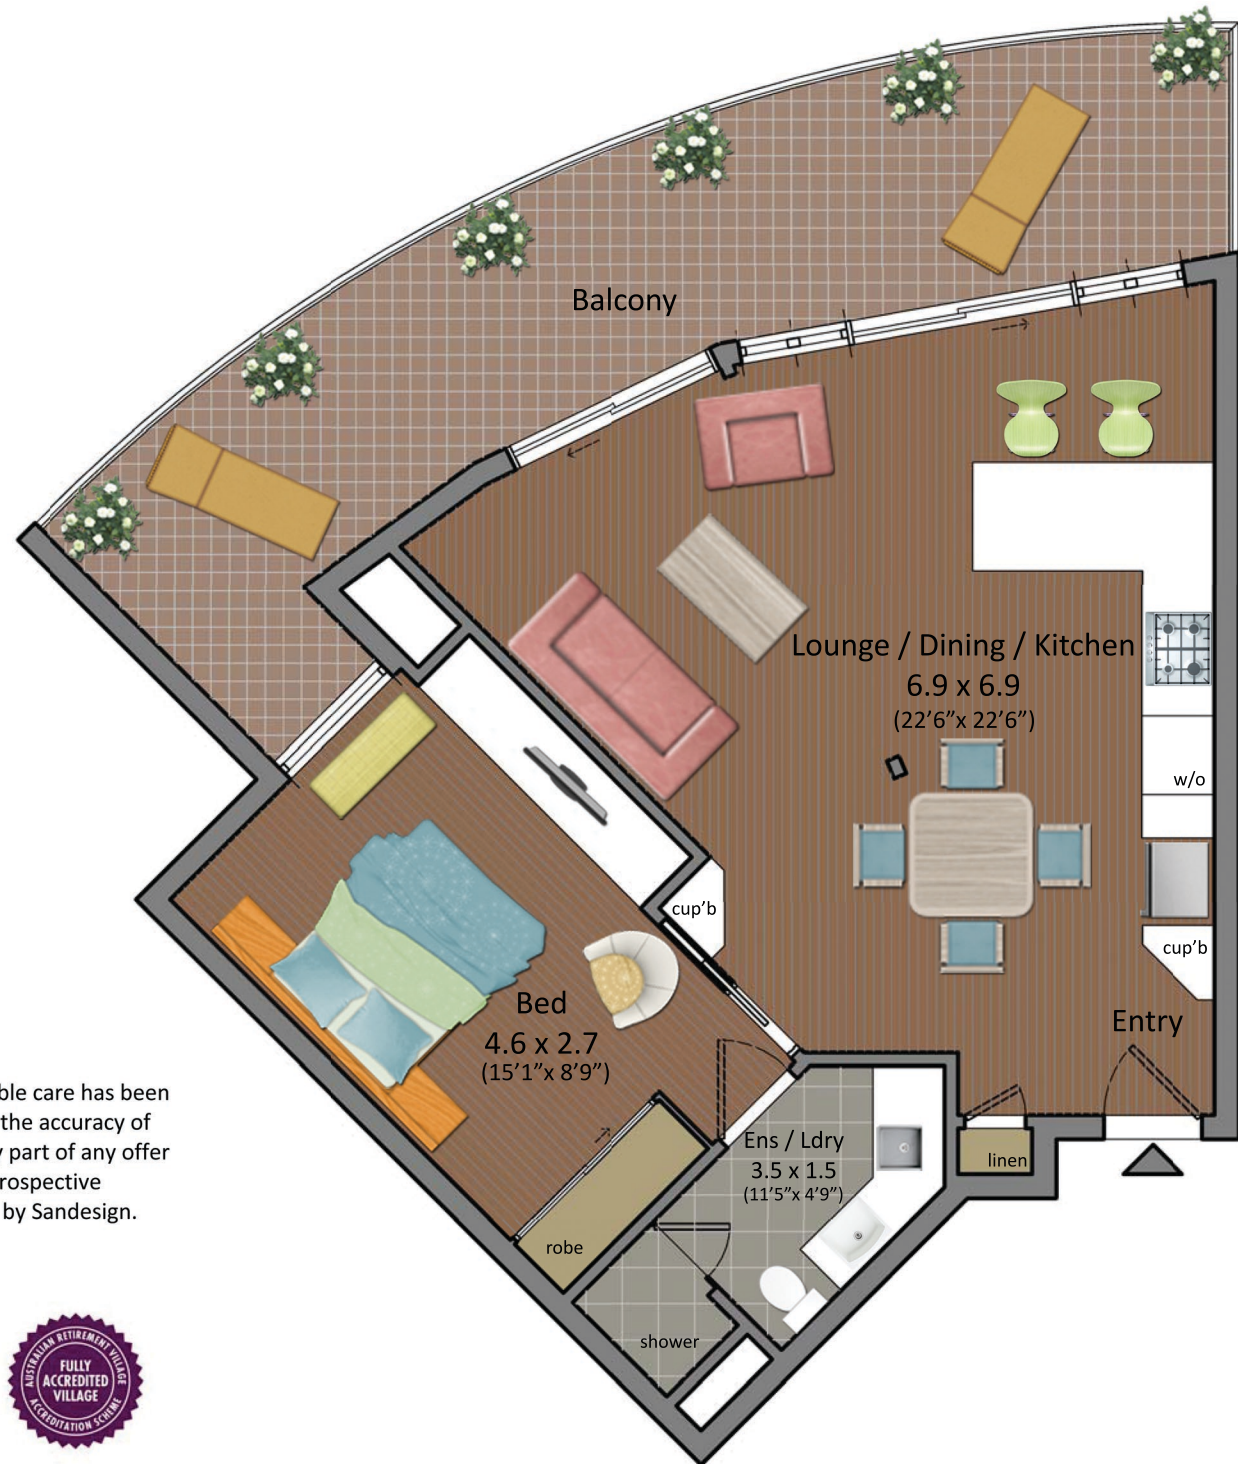 Balcony
Lounge / Dining / Kitchen
6.9 x 6.9
(22’6”x 22’6”)
w/o
cup’b
cup’b
Bed
4.6 x 2.7
(15’1”x 8’9”)
Entry
Ens / Ldry
3.5 x 1.5
(11’5”x 4’9”)
linen
robe
shower
ble care has been
the accuracy of
y part of any offer
rospective
by Sandesign.
AUSTRALIAN RETIREMENT VILLAGE
FULLY
ACCREDITED
VILLAGE
ACCREDITATION SCHEME